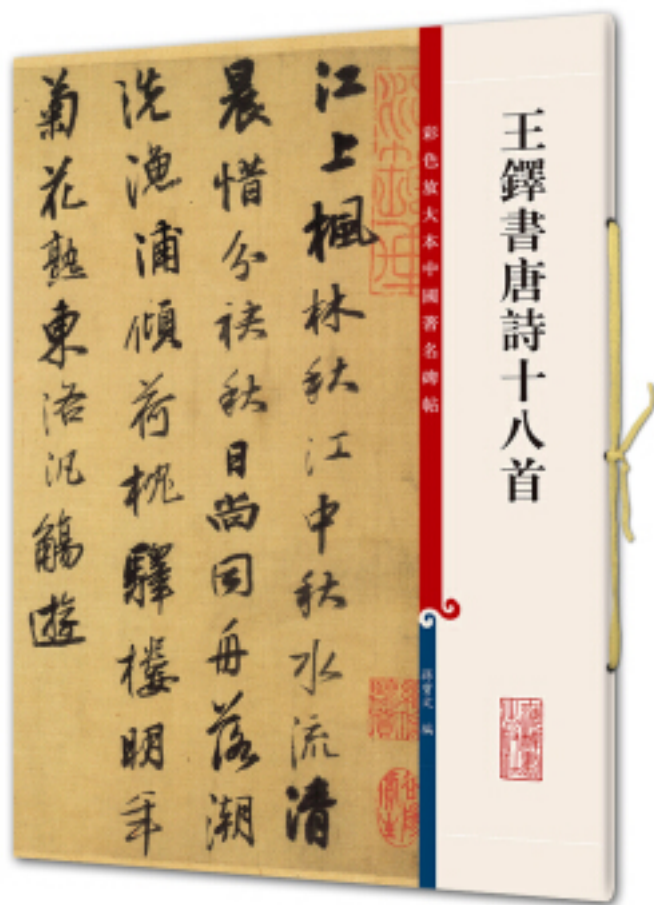 王鐸書唐詩十八首
彩色放大本中國著名碑帖
孫寶文 編
江上楓林秋江中秋水流清
晨惜分袂秋日尚同舟落潮
洗漁浦傾荷枕驛樓明年
菊花熟東洛汎觴遊